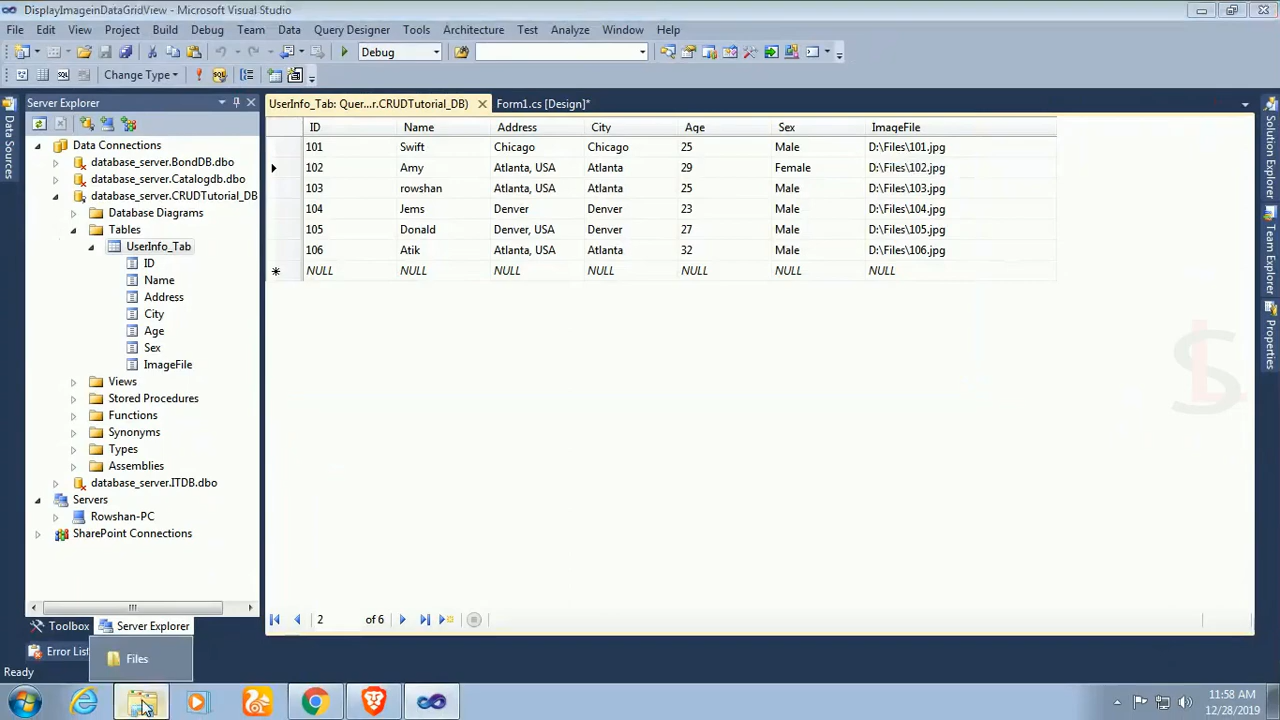 DisplayImageinDataGridView - Microsoft Visual Studio
File Edit View Project Build Debug Team Data Query Designer Tools Architecture Test Analyze Window Help
Debug
Change Type
Server Explorer
UserInfo_Tab: Quer...r.CRUDTutorial_DB) Form1.cs [Design]*
Data Sources
Data Connections
database_server.BondDB.dbo
database_server.Catalogdb.dbo
database_server.CRUDTutorial_DB
Database Diagrams
Tables
UserInfo_Tab
ID
Name
Address
City
Age
Sex
ImageFile
Views
Stored Procedures
Functions
Synonyms
Types
Assemblies
database_server.ITDB.dbo
Servers
Rowshan-PC
SharePoint Connections
ID Name Address City Age Sex ImageFile
101 Swift Chicago Chicago 25 Male D:\Files\101.jpg
102 Amy Atlanta, USA Atlanta 29 Female D:\Files\102.jpg
103 rowshan Atlanta, USA Atlanta 25 Male D:\Files\103.jpg
104 Jems Denver Denver 23 Male D:\Files\104.jpg
105 Donald Denver, USA Denver 27 Male D:\Files\105.jpg
106 Atik Atlanta, USA Atlanta 32 Male D:\Files\106.jpg
NULL NULL NULL NULL NULL NULL NULL
2 of 6
Solution Explorer
Team Explorer
Properties
Toolbox Server Explorer
Error List
Files
Ready
11:58 AM
12/28/2019